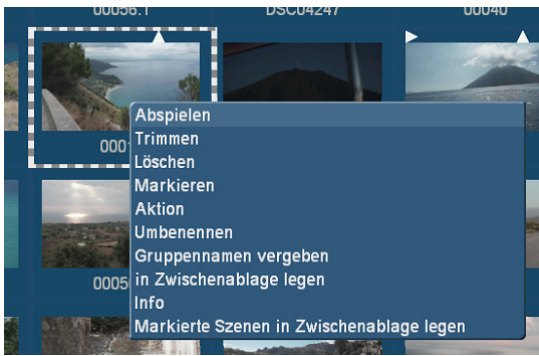 00056.1 DSC04247 00040
Abspielen
Trimmen
Löschen
Markieren
Aktion
Umbenennen
Gruppennamen vergeben
in Zwischenablage legen
Info
Markierte Szenen in Zwischenablage legen